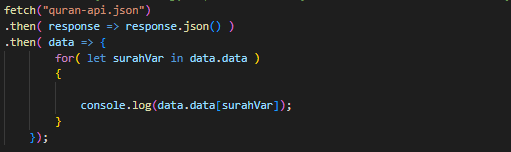 fetch("quran-api.json")
.then( response => response.json() )
.then( data => {
        for( let surahVar in data.data )
        {
            console.log(data.data[surahVar]);
        }
    });